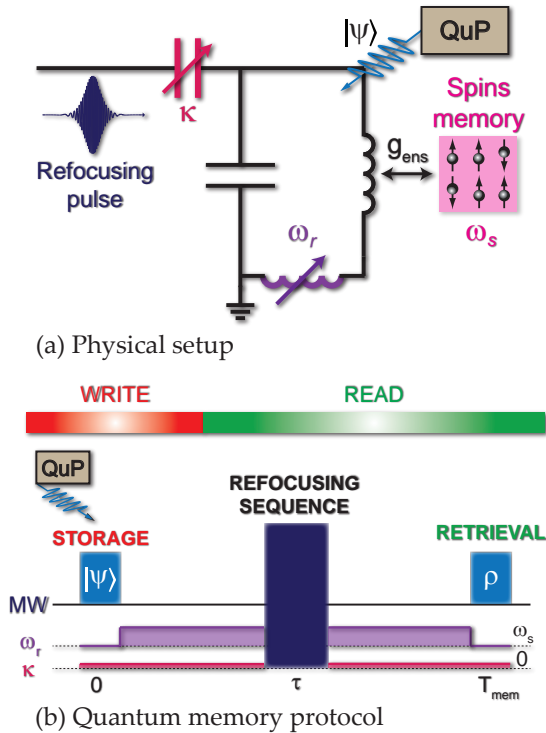 |ψ⟩
QuP
κ
Refocusing
pulse
g_ens
Spins
memory
ω_s
ω_r
(a) Physical setup
WRITE
READ
QuP
REFOCUSING
SEQUENCE
STORAGE
RETRIEVAL
|ψ⟩
ρ
MW
ω_r
ω_s
κ
0
0
τ
T_mem
(b) Quantum memory protocol